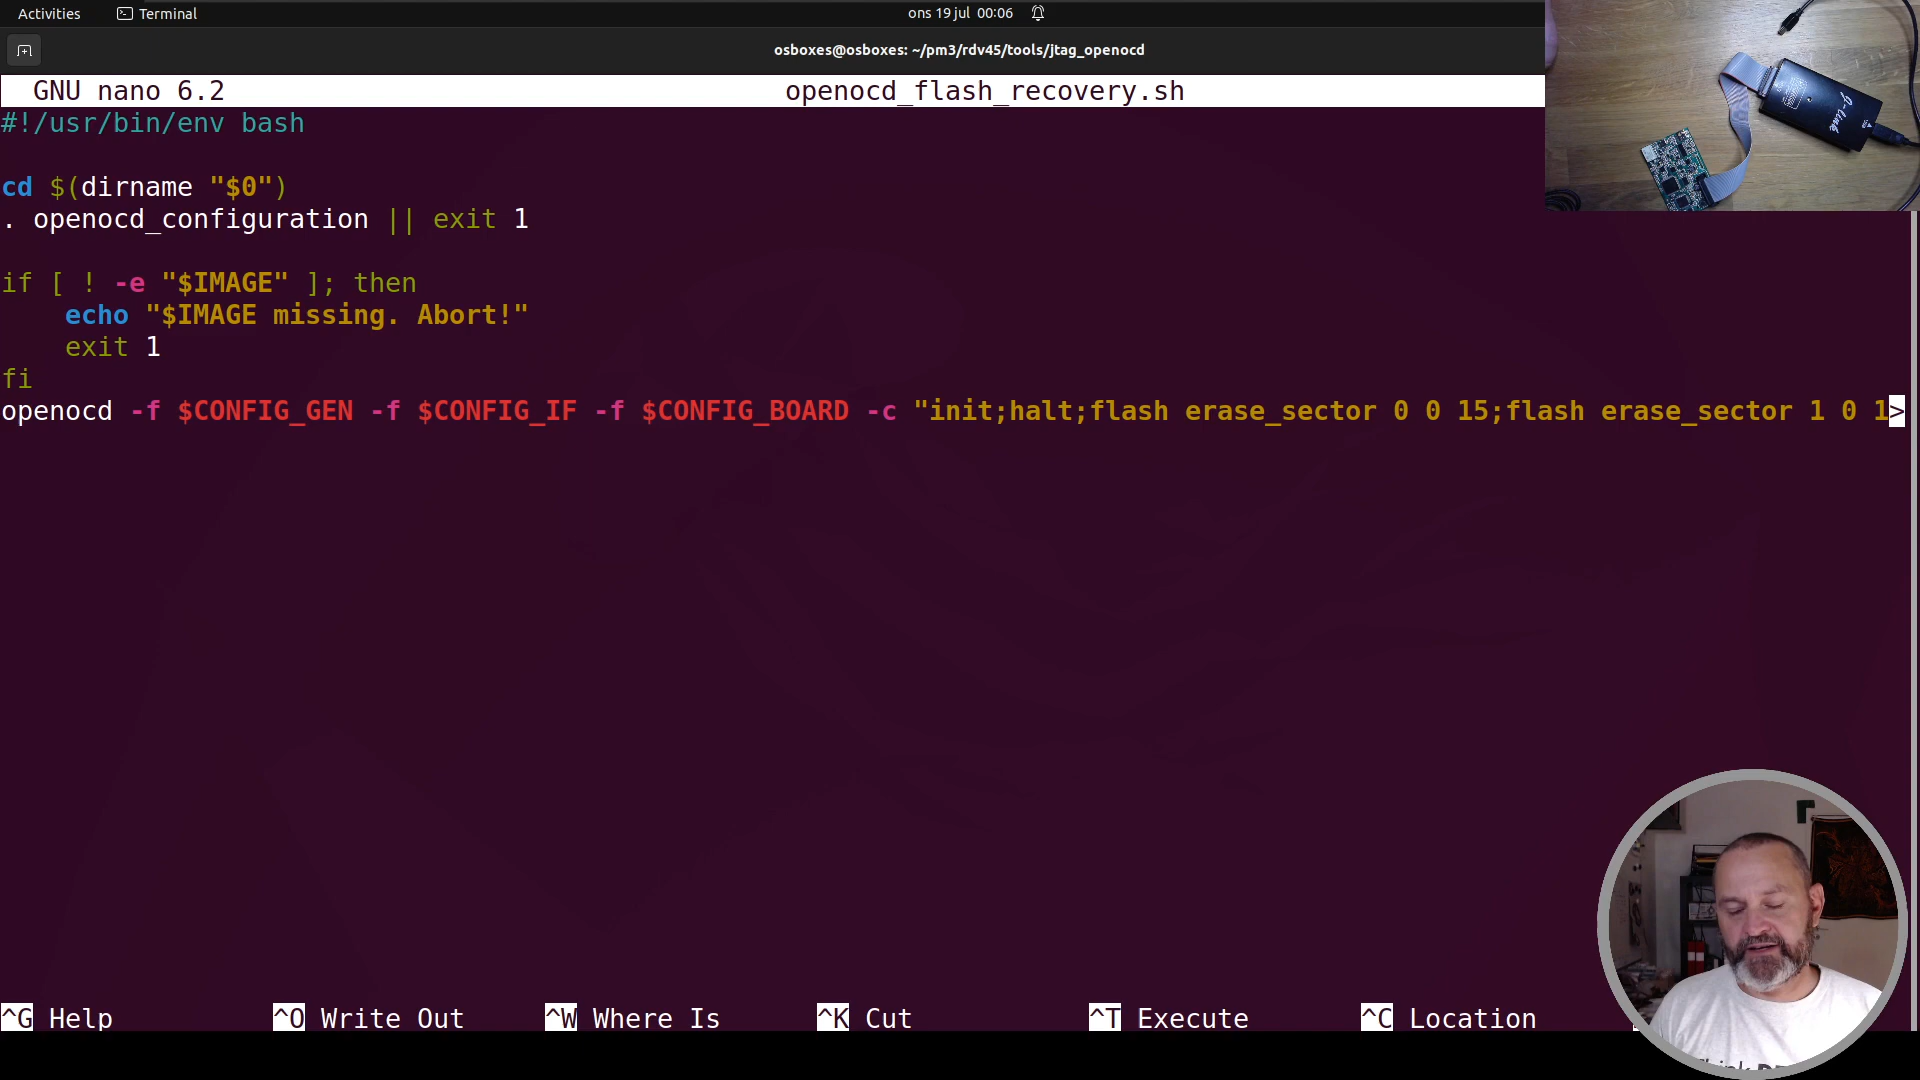 Activities Terminal ons 19 jul 00:06
osboxes@osboxes: ~/pm3/rdv45/tools/jtag_openocd
GNU nano 6.2 openocd_flash_recovery.sh
#!/usr/bin/env bash
cd $(dirname "$0")
. openocd_configuration || exit 1
if [ ! -e "$IMAGE" ]; then
echo "$IMAGE missing. Abort!"
exit 1
fi
openocd -f $CONFIG_GEN -f $CONFIG_IF -f $CONFIG_BOARD -c "init;halt;flash erase_sector 0 0 15;flash erase_sector 1 0 1>
^G Help ^O Write Out ^W Where Is ^K Cut ^T Execute ^C Location
J-Link